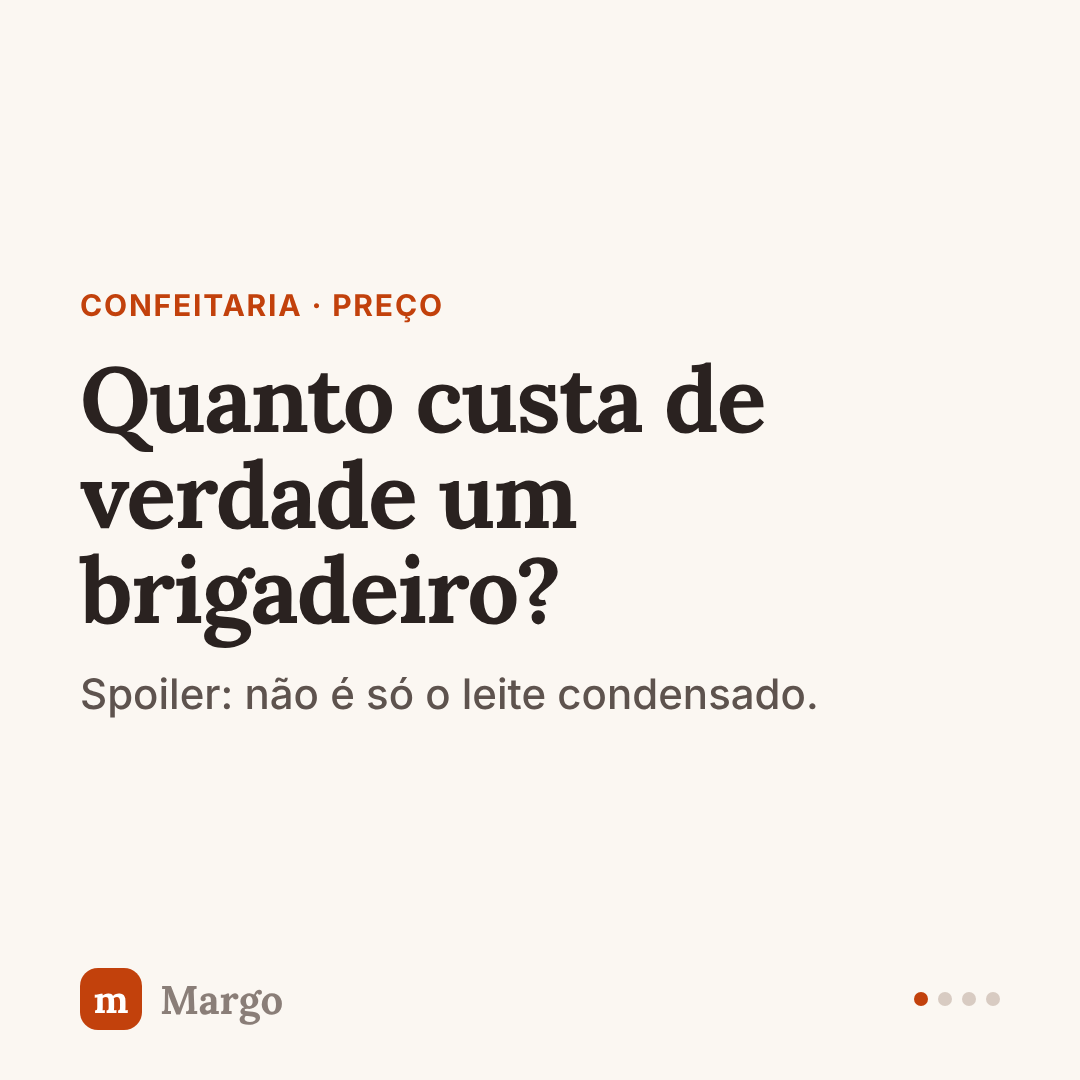 CONFEITARIA · PREÇO
Quanto custa de
verdade um
brigadeiro?
Spoiler: não é só o leite condensado.
m Margo